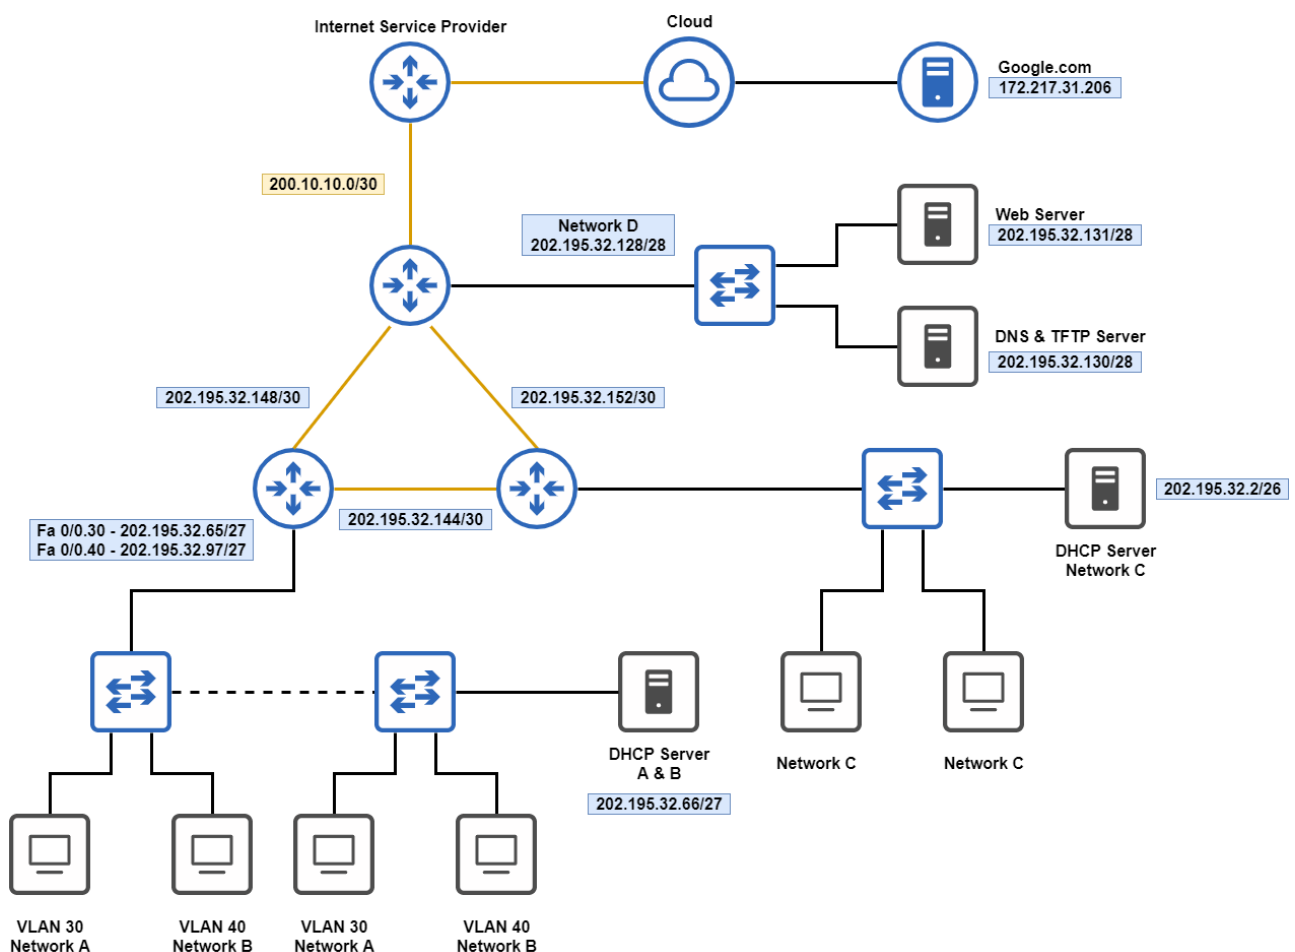 Internet Service Provider
Cloud
Google.com
172.217.31.206
200.10.10.0/30
Network D
202.195.32.128/28
Web Server
202.195.32.131/28
DNS & TFTP Server
202.195.32.130/28
202.195.32.148/30
202.195.32.152/30
202.195.32.2/26
Fa 0/0.30 - 202.195.32.65/27
Fa 0/0.40 - 202.195.32.97/27
202.195.32.144/30
DHCP Server
Network C
DHCP Server
A & B
202.195.32.66/27
Network C
Network C
VLAN 30
Network A
VLAN 40
Network B
VLAN 30
Network A
VLAN 40
Network B